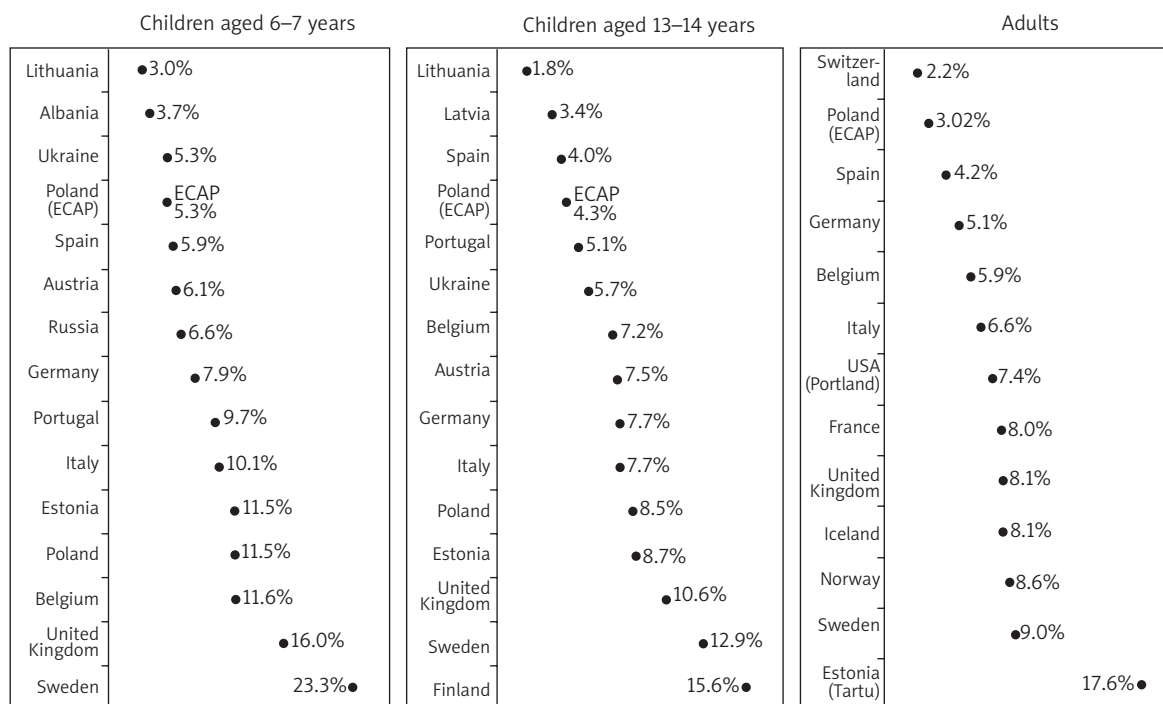 Children aged 6–7 years
Lithuania
3.0%
Albania
3.7%
Ukraine
5.3%
Poland
(ECAP)
ECAP
5.3%
Spain
5.9%
Austria
6.1%
Russia
6.6%
Germany
7.9%
Portugal
9.7%
Italy
10.1%
Estonia
11.5%
Poland
11.5%
Belgium
11.6%
United
Kingdom
16.0%
Sweden
23.3%
Children aged 13–14 years
Lithuania
1.8%
Latvia
3.4%
Spain
4.0%
Poland
(ECAP)
ECAP
4.3%
Portugal
5.1%
Ukraine
5.7%
Belgium
7.2%
Austria
7.5%
Germany
7.7%
Italy
7.7%
Poland
8.5%
Estonia
8.7%
United
Kingdom
10.6%
Sweden
12.9%
Finland
15.6%
Adults
Switzer-
land
2.2%
Poland
(ECAP)
3.02%
Spain
4.2%
Germany
5.1%
Belgium
5.9%
Italy
6.6%
USA
(Portland)
7.4%
France
8.0%
United
Kingdom
8.1%
Iceland
8.1%
Norway
8.6%
Sweden
9.0%
Estonia
(Tartu)
17.6%